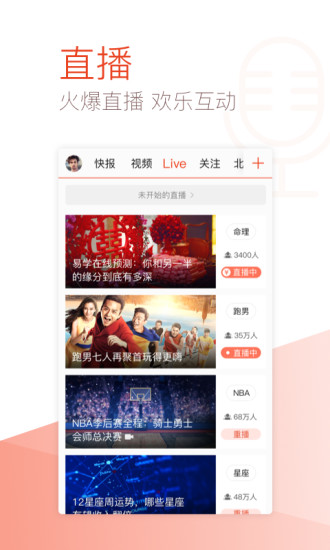 直播
火爆直播 欢乐互动
快报 视频 Live 关注 北
未开始的直播 >
易学在线预测：你和另一半
的缘分到底有多深
命理
3400人
直播中
跑男七人再聚首玩得更嗨
跑男
35万人
直播中
NBA季后赛全程：骑士勇士
会师总决赛
NBA
68万人
重播
12星座周运势，哪些星座
有望收入翻倍
星座
48万人
重播